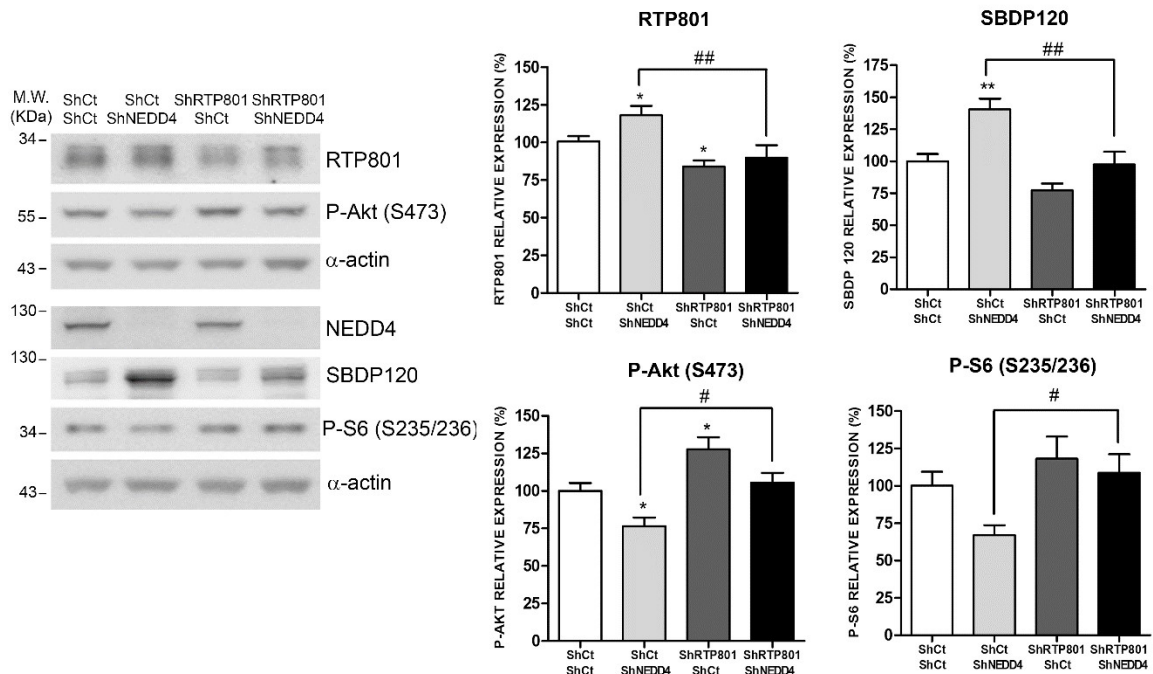 M.W.
(KDa)
ShCt ShCt ShRTP801 ShRTP801
ShCt ShNEDD4 ShCt ShNEDD4
34
RTP801
55
P-Akt (S473)
43
α-actin
130
NEDD4
130
SBDP120
34
P-S6 (S235/236)
43
α-actin
RTP801
RTP801 RELATIVE EXPRESSION (%)
150
125
100
75
50
25
0
*
*
##
ShCt ShCt ShRTP801 ShRTP801
ShCt ShNEDD4 ShCt ShNEDD4
SBDP120
SBDP 120 RELATIVE EXPRESSION (%)
175
150
125
100
75
50
25
0
**
##
ShCt ShCt ShRTP801 ShRTP801
ShCt ShNEDD4 ShCt ShNEDD4
P-Akt (S473)
P-AKT RELATIVE EXPRESSION (%)
150
125
100
75
50
25
0
*
*
#
ShCt ShCt ShRTP801 ShRTP801
ShCt ShNEDD4 ShCt ShNEDD4
P-S6 (S235/236)
P-S6 RELATIVE EXPRESSION (%)
150
125
100
75
50
25
0
#
ShCt ShCt ShRTP801 ShRTP801
ShCt ShNEDD4 ShCt ShNEDD4